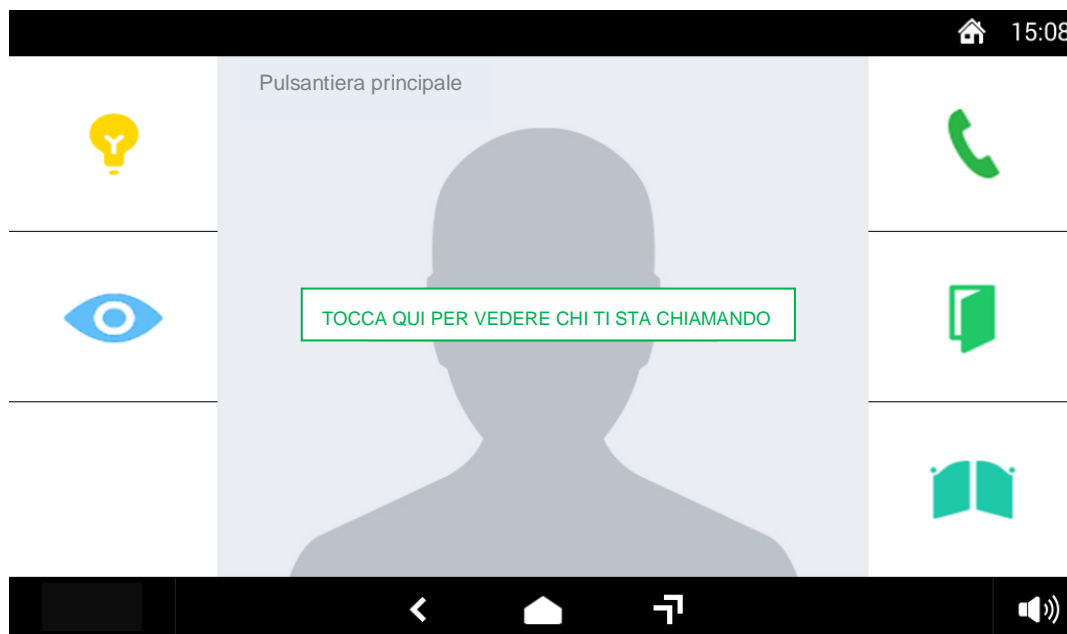 15:08
Pulsantiera principale
TOCCA QUI PER VEDERE CHI TI STA CHIAMANDO